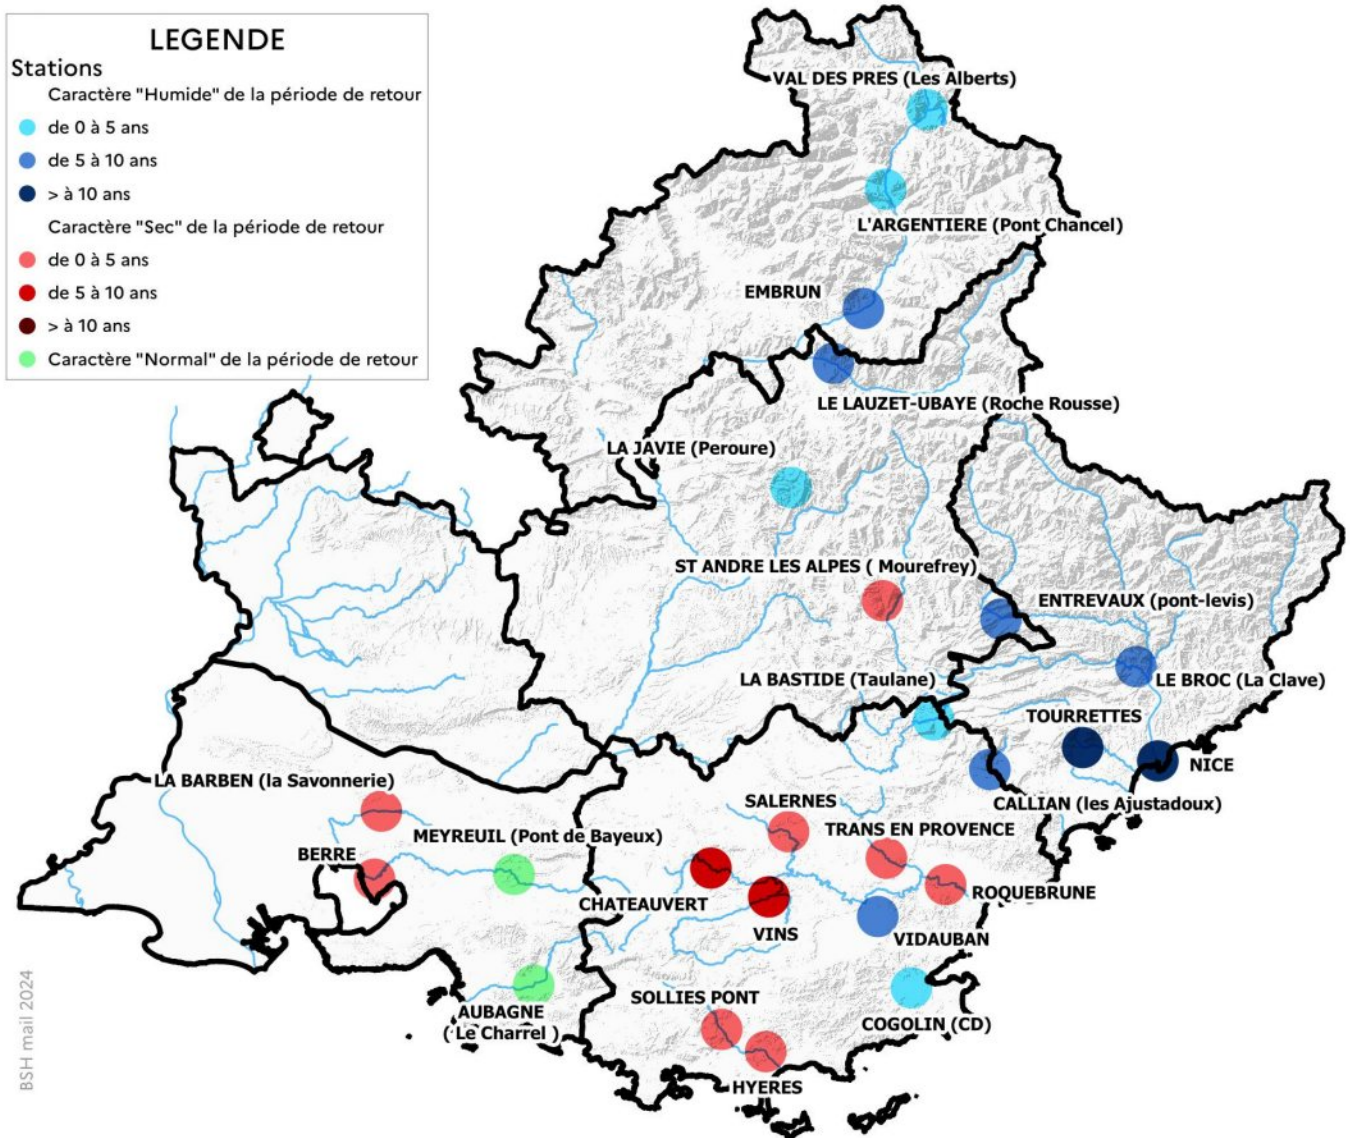 LEGENDE
Stations
Caractère "Humide" de la période de retour
de 0 à 5 ans
de 5 à 10 ans
> à 10 ans
Caractère "Sec" de la période de retour
de 0 à 5 ans
de 5 à 10 ans
> à 10 ans
Caractère "Normal" de la période de retour
VAL DES PRES (Les Alberts)
L'ARGENTIERE (Pont Chancel)
EMBRUN
LE LAUZET-UBAYE (Roche Rousse)
LA JAVIE (Peroure)
ST ANDRE LES ALPES ( Mourefrey)
ENTREVAUX (pont-levis)
LA BASTIDE (Taulane)
LE BROC (La Clave)
TOURRETTES
NICE
LA BARBEN (la Savonnerie)
CALLIAN (les Ajustadoux)
SALERNES
MEYREUIL (Pont de Bayeux)
TRANS EN PROVENCE
BERRE
ROQUEBRUNE
CHATEAUVERT
VINS
VIDAUBAN
SOLLIES PONT
AUBAGNE
( Le Charrel )
COGOLIN (CD)
HYERES
BSH mail 2024